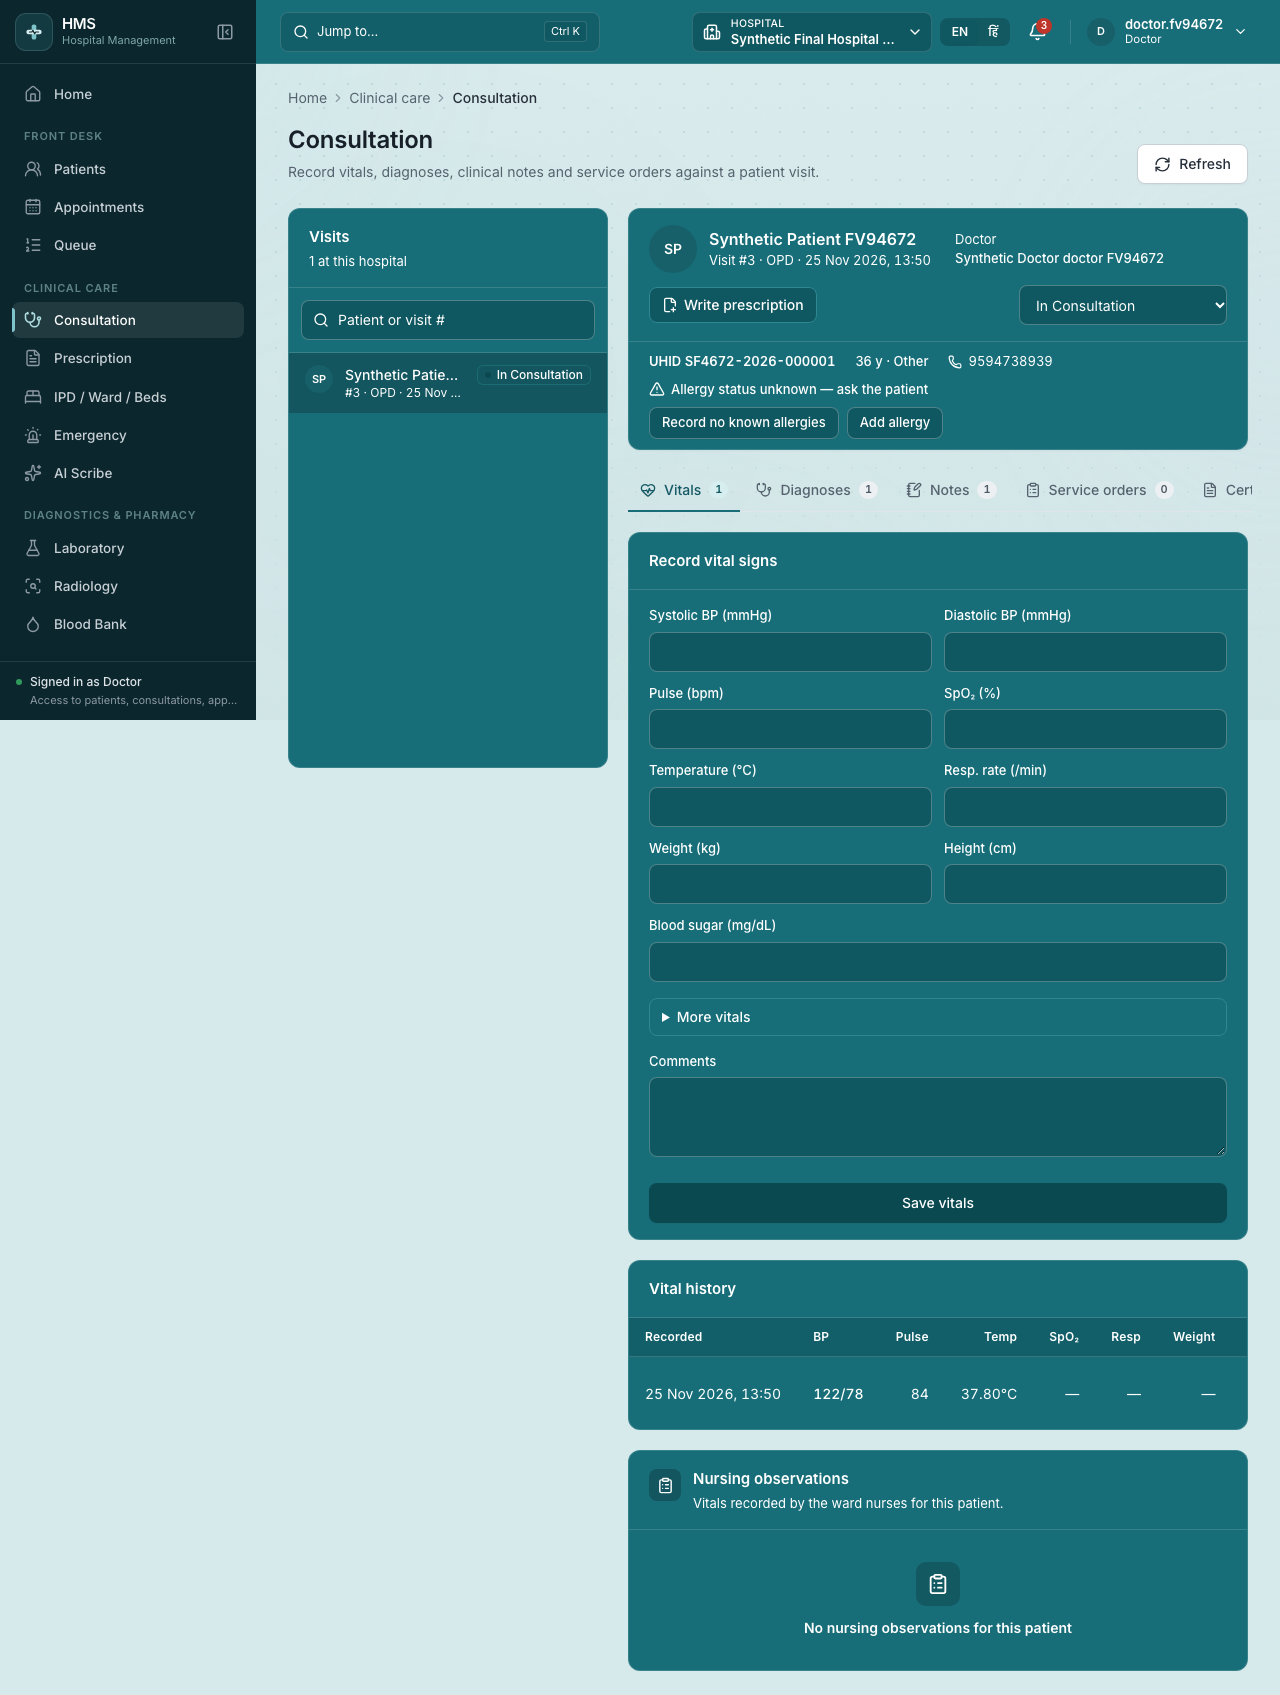 HMS
Hospital Management
Jump to...
Ctrl K
HOSPITAL
Synthetic Final Hospital ...
EN
हिं
3
D
doctor.fv94672
Doctor
Home
FRONT DESK
Patients
Appointments
Queue
CLINICAL CARE
Consultation
Prescription
IPD / Ward / Beds
Emergency
AI Scribe
DIAGNOSTICS & PHARMACY
Laboratory
Radiology
Blood Bank
Signed in as Doctor
Access to patients, consultations, app...
Home > Clinical care > Consultation
Consultation
Record vitals, diagnoses, clinical notes and service orders against a patient visit.
Refresh
Visits
1 at this hospital
Patient or visit #
SP
Synthetic Patie...
In Consultation
#3 · OPD · 25 Nov ...
SP
Synthetic Patient FV94672
Visit #3 · OPD · 25 Nov 2026, 13:50
Doctor
Synthetic Doctor doctor FV94672
Write prescription
In Consultation
UHID SF4672-2026-000001
36 y · Other
9594738939
Allergy status unknown — ask the patient
Record no known allergies
Add allergy
Vitals 1
Diagnoses 1
Notes 1
Service orders 0
Cert
Record vital signs
Systolic BP (mmHg)
Diastolic BP (mmHg)
Pulse (bpm)
SpO₂ (%)
Temperature (°C)
Resp. rate (/min)
Weight (kg)
Height (cm)
Blood sugar (mg/dL)
More vitals
Comments
Save vitals
Vital history
Recorded BP Pulse Temp SpO₂ Resp Weight
25 Nov 2026, 13:50 122/78 84 37.80°C — — —
Nursing observations
Vitals recorded by the ward nurses for this patient.
No nursing observations for this patient